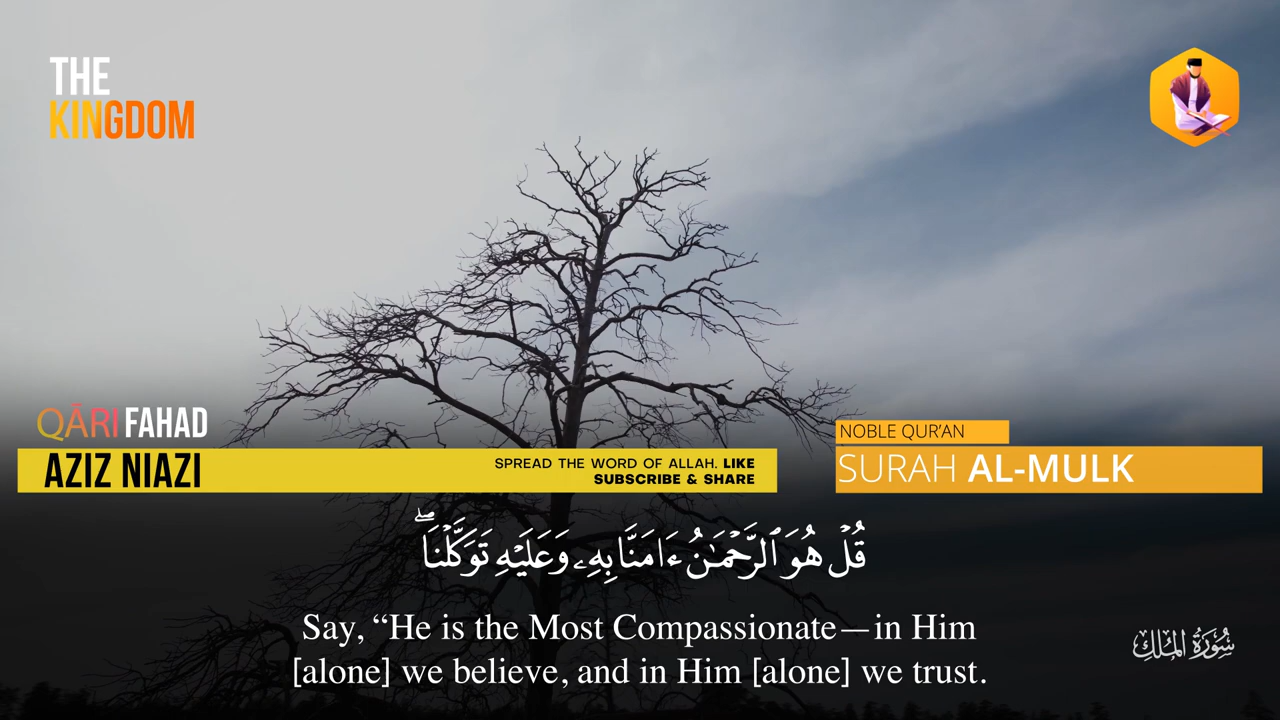 THE
KINGDOM
QĀRI FAHAD
AZIZ NIAZI
SPREAD THE WORD OF ALLAH. LIKE
SUBSCRIBE & SHARE
NOBLE QUR'AN
SURAH AL-MULK
قُلۡ هُوَ ٱلرَّحۡمَـٰنُ ءَامَنَّا بِهِۦ وَعَلَيۡهِ تَوَكَّلۡنَاۖ
Say, “He is the Most Compassionate—in Him
[alone] we believe, and in Him [alone] we trust.
سُورَةُ المُلْكِ